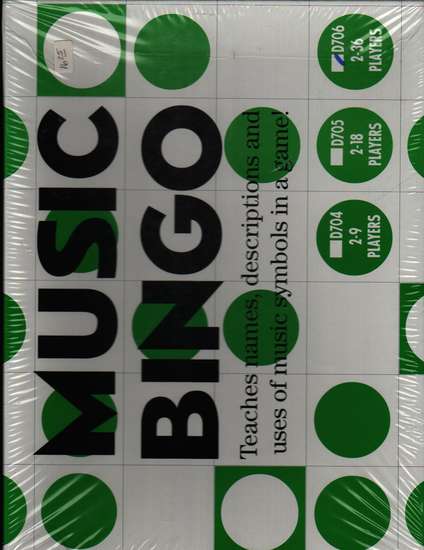 MUSIC
BINGO
Teaches names, descriptions and
uses of music symbols in a game!
D704
2-9
PLAYERS
D705
2-18
PLAYERS
D706
2-36
PLAYERS